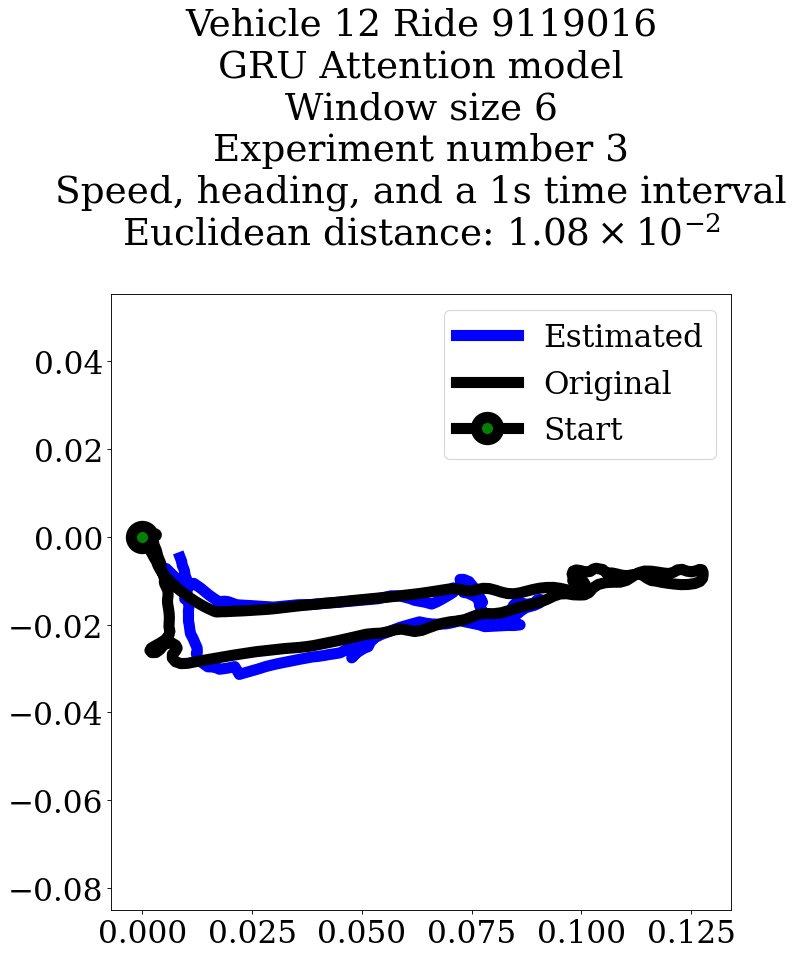 Vehicle 12 Ride 9119016
GRU Attention model
Window size 6
Experiment number 3
Speed, heading, and a 1s time interval
Euclidean distance: 1.08 × 10⁻²
Estimated
Original
Start
0.04
0.02
0.00
−0.02
−0.04
−0.06
−0.08
0.000 0.025 0.050 0.075 0.100 0.125